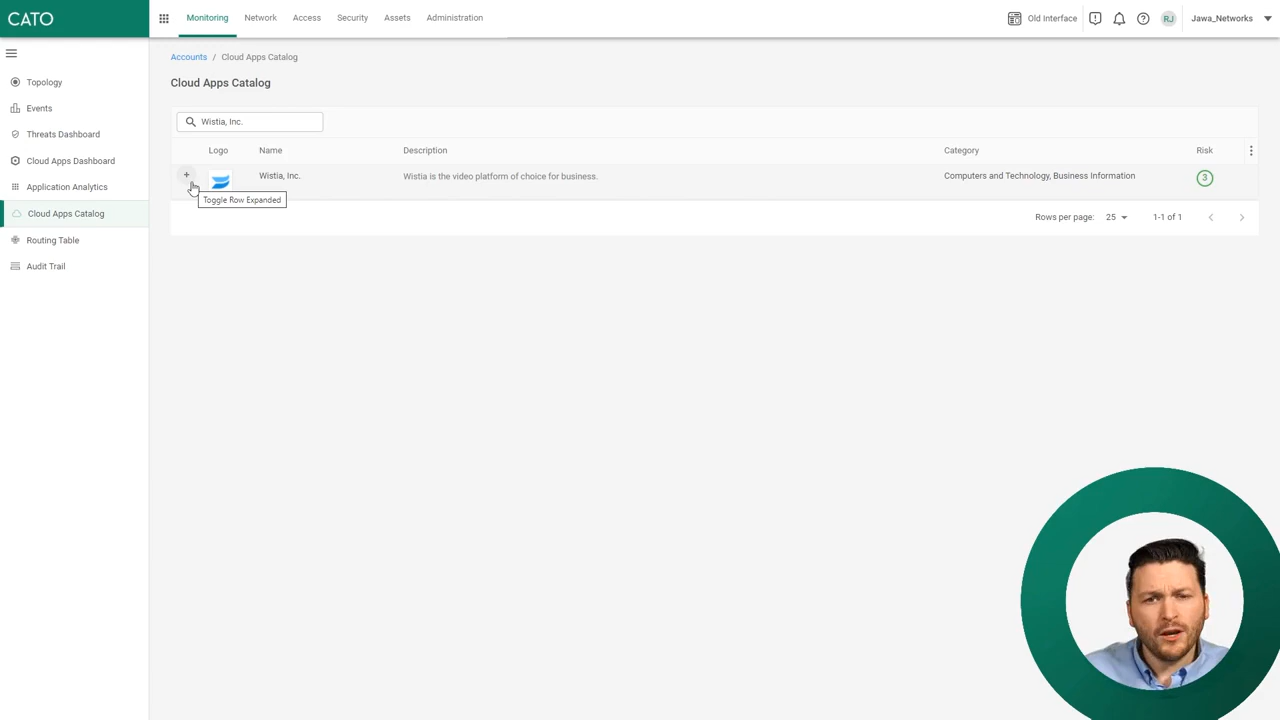 CATO
Monitoring Network Access Security Assets Administration
Old Interface RJ Jawa_Networks
Topology
Events
Threats Dashboard
Cloud Apps Dashboard
Application Analytics
Cloud Apps Catalog
Routing Table
Audit Trail
Accounts / Cloud Apps Catalog
Cloud Apps Catalog
Wistia, Inc.
Logo Name Description Category Risk
Wistia, Inc. Wistia is the video platform of choice for business. Computers and Technology, Business Information 3
Toggle Row Expanded
Rows per page: 25 1-1 of 1